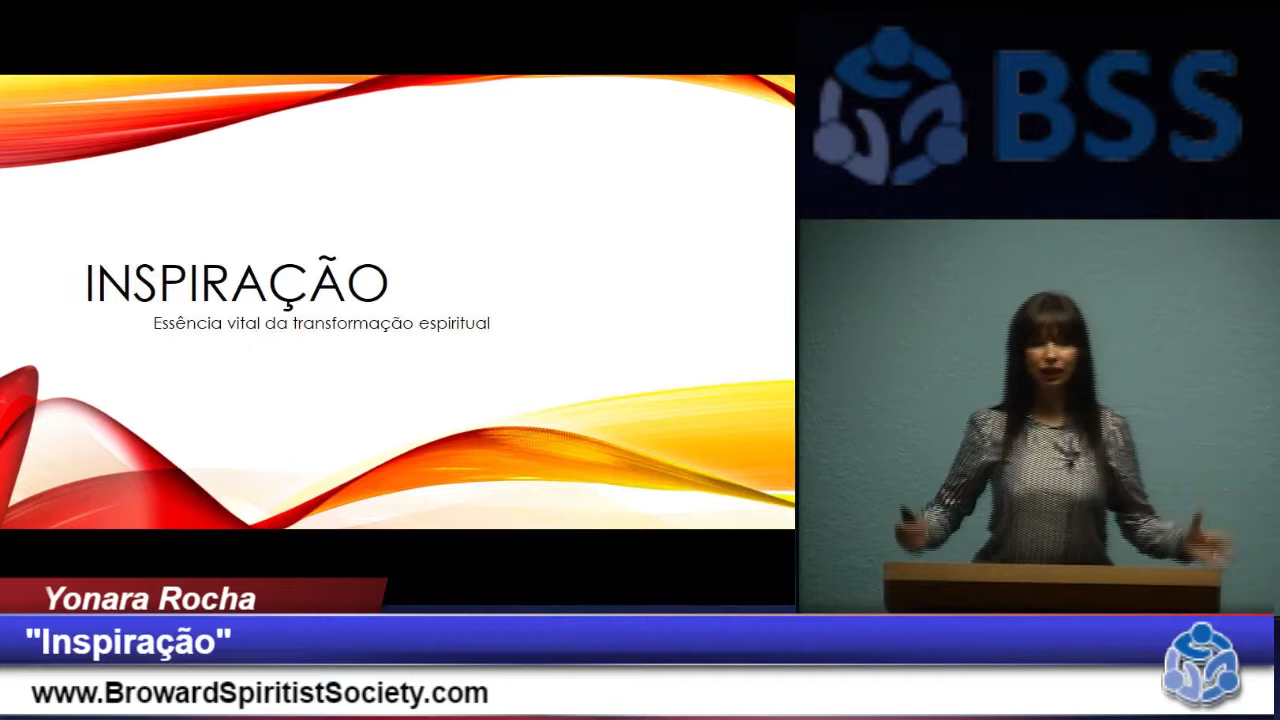 BSS
INSPIRAÇÃO
Essência vital da transformação espiritual
Yonara Rocha
"Inspiração"
www.BrowardSpiritistSociety.com